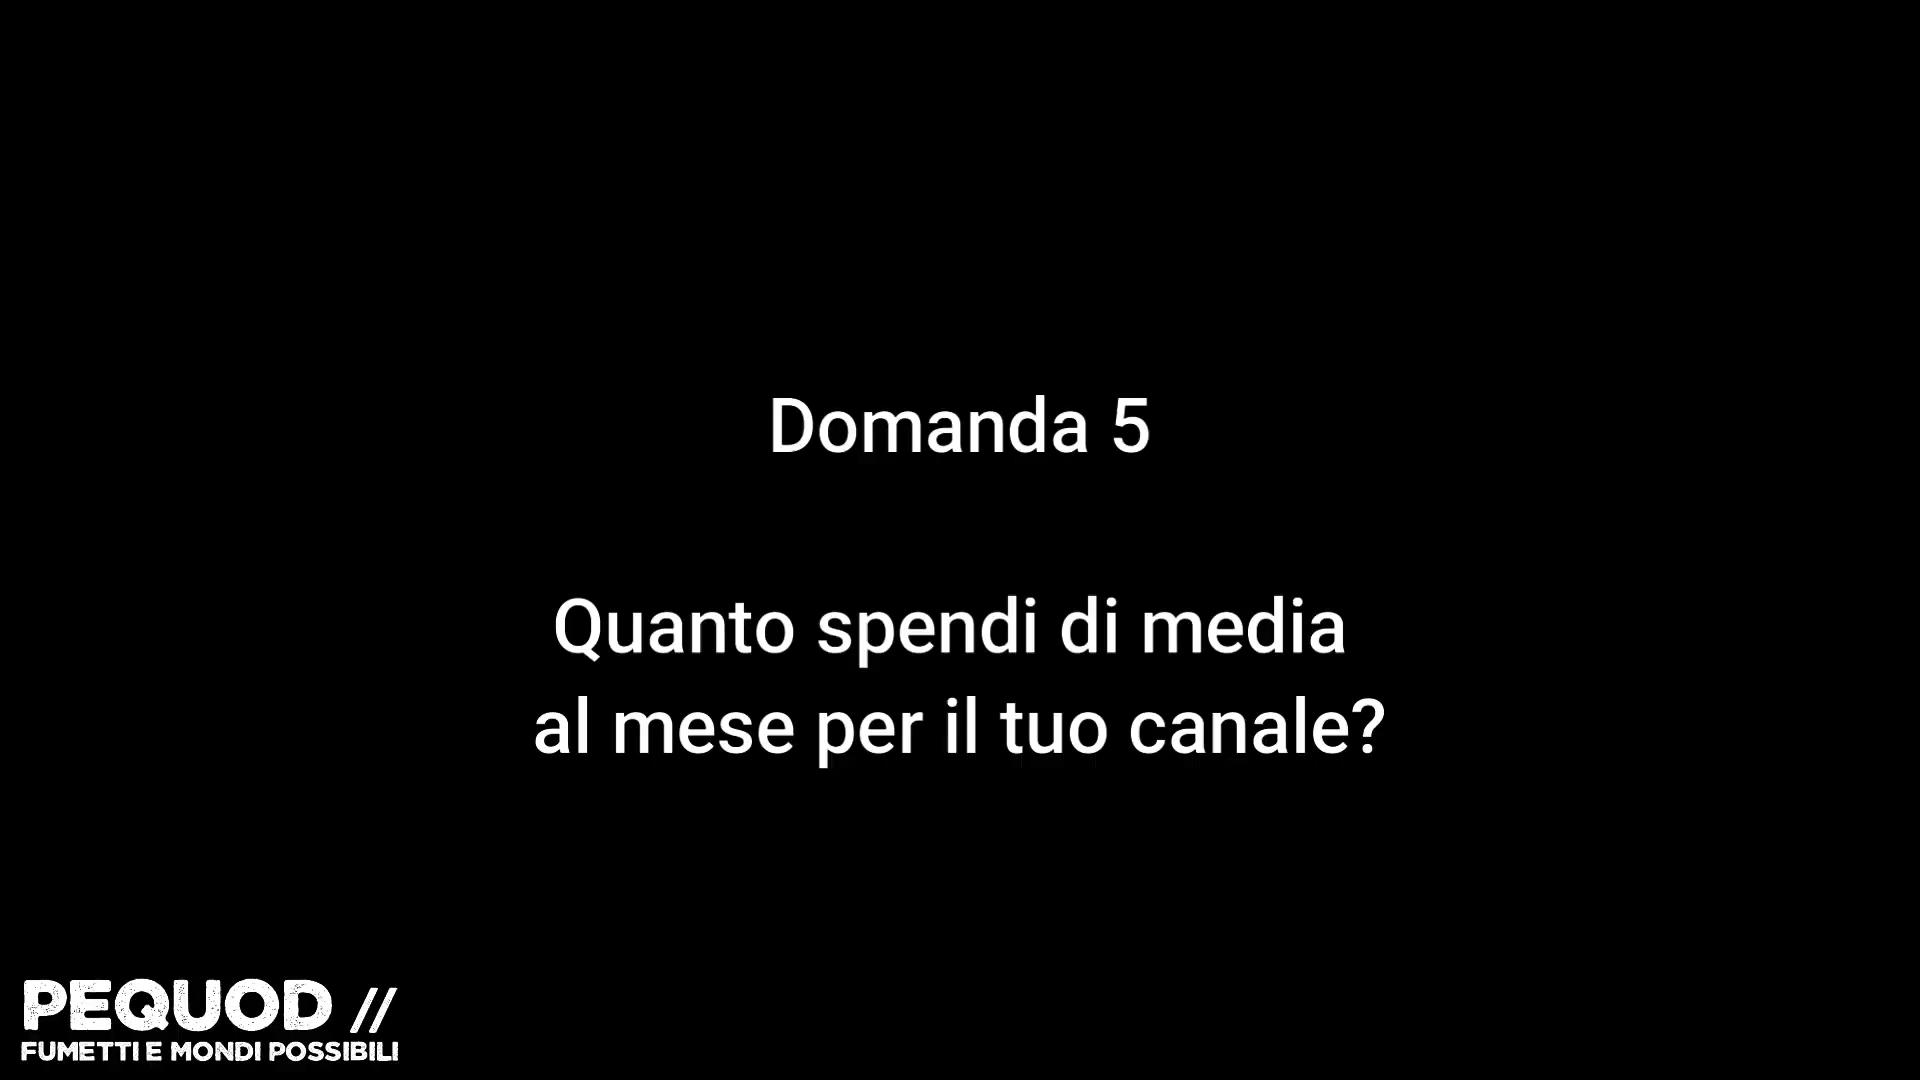 Domanda 5
Quanto spendi di media
al mese per il tuo canale?
PEQUOD //
FUMETTI E MONDI POSSIBILI